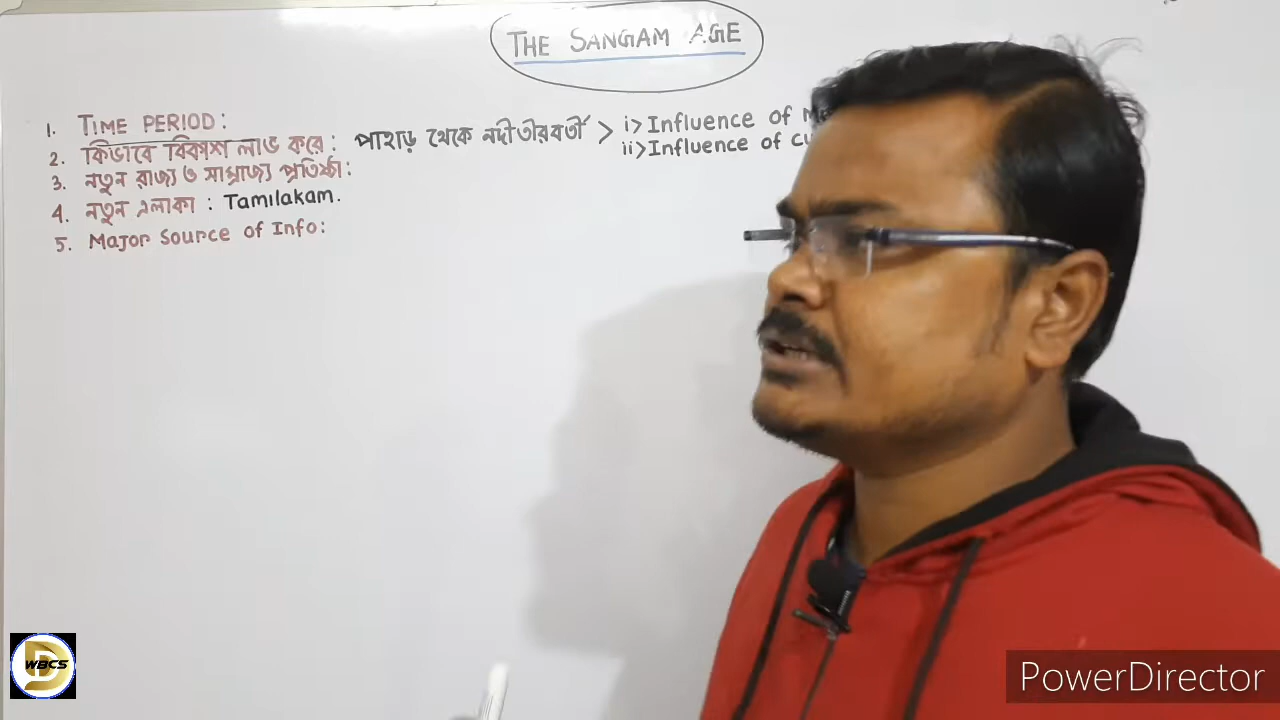 THE SANGAM AGE
1. TIME PERIOD:
2. কিভাবে বিকাশ লাভ করে: পাহাড় থেকে নদীতীরবর্তী > i> Influence of
ii> Influence of
3. নতুন রাজ্য ও সাম্রাজ্য প্রতিষ্ঠা:
4. নতুন এলাকা : Tamilakam.
5. Major Source of Info:
WBCS
PowerDirector